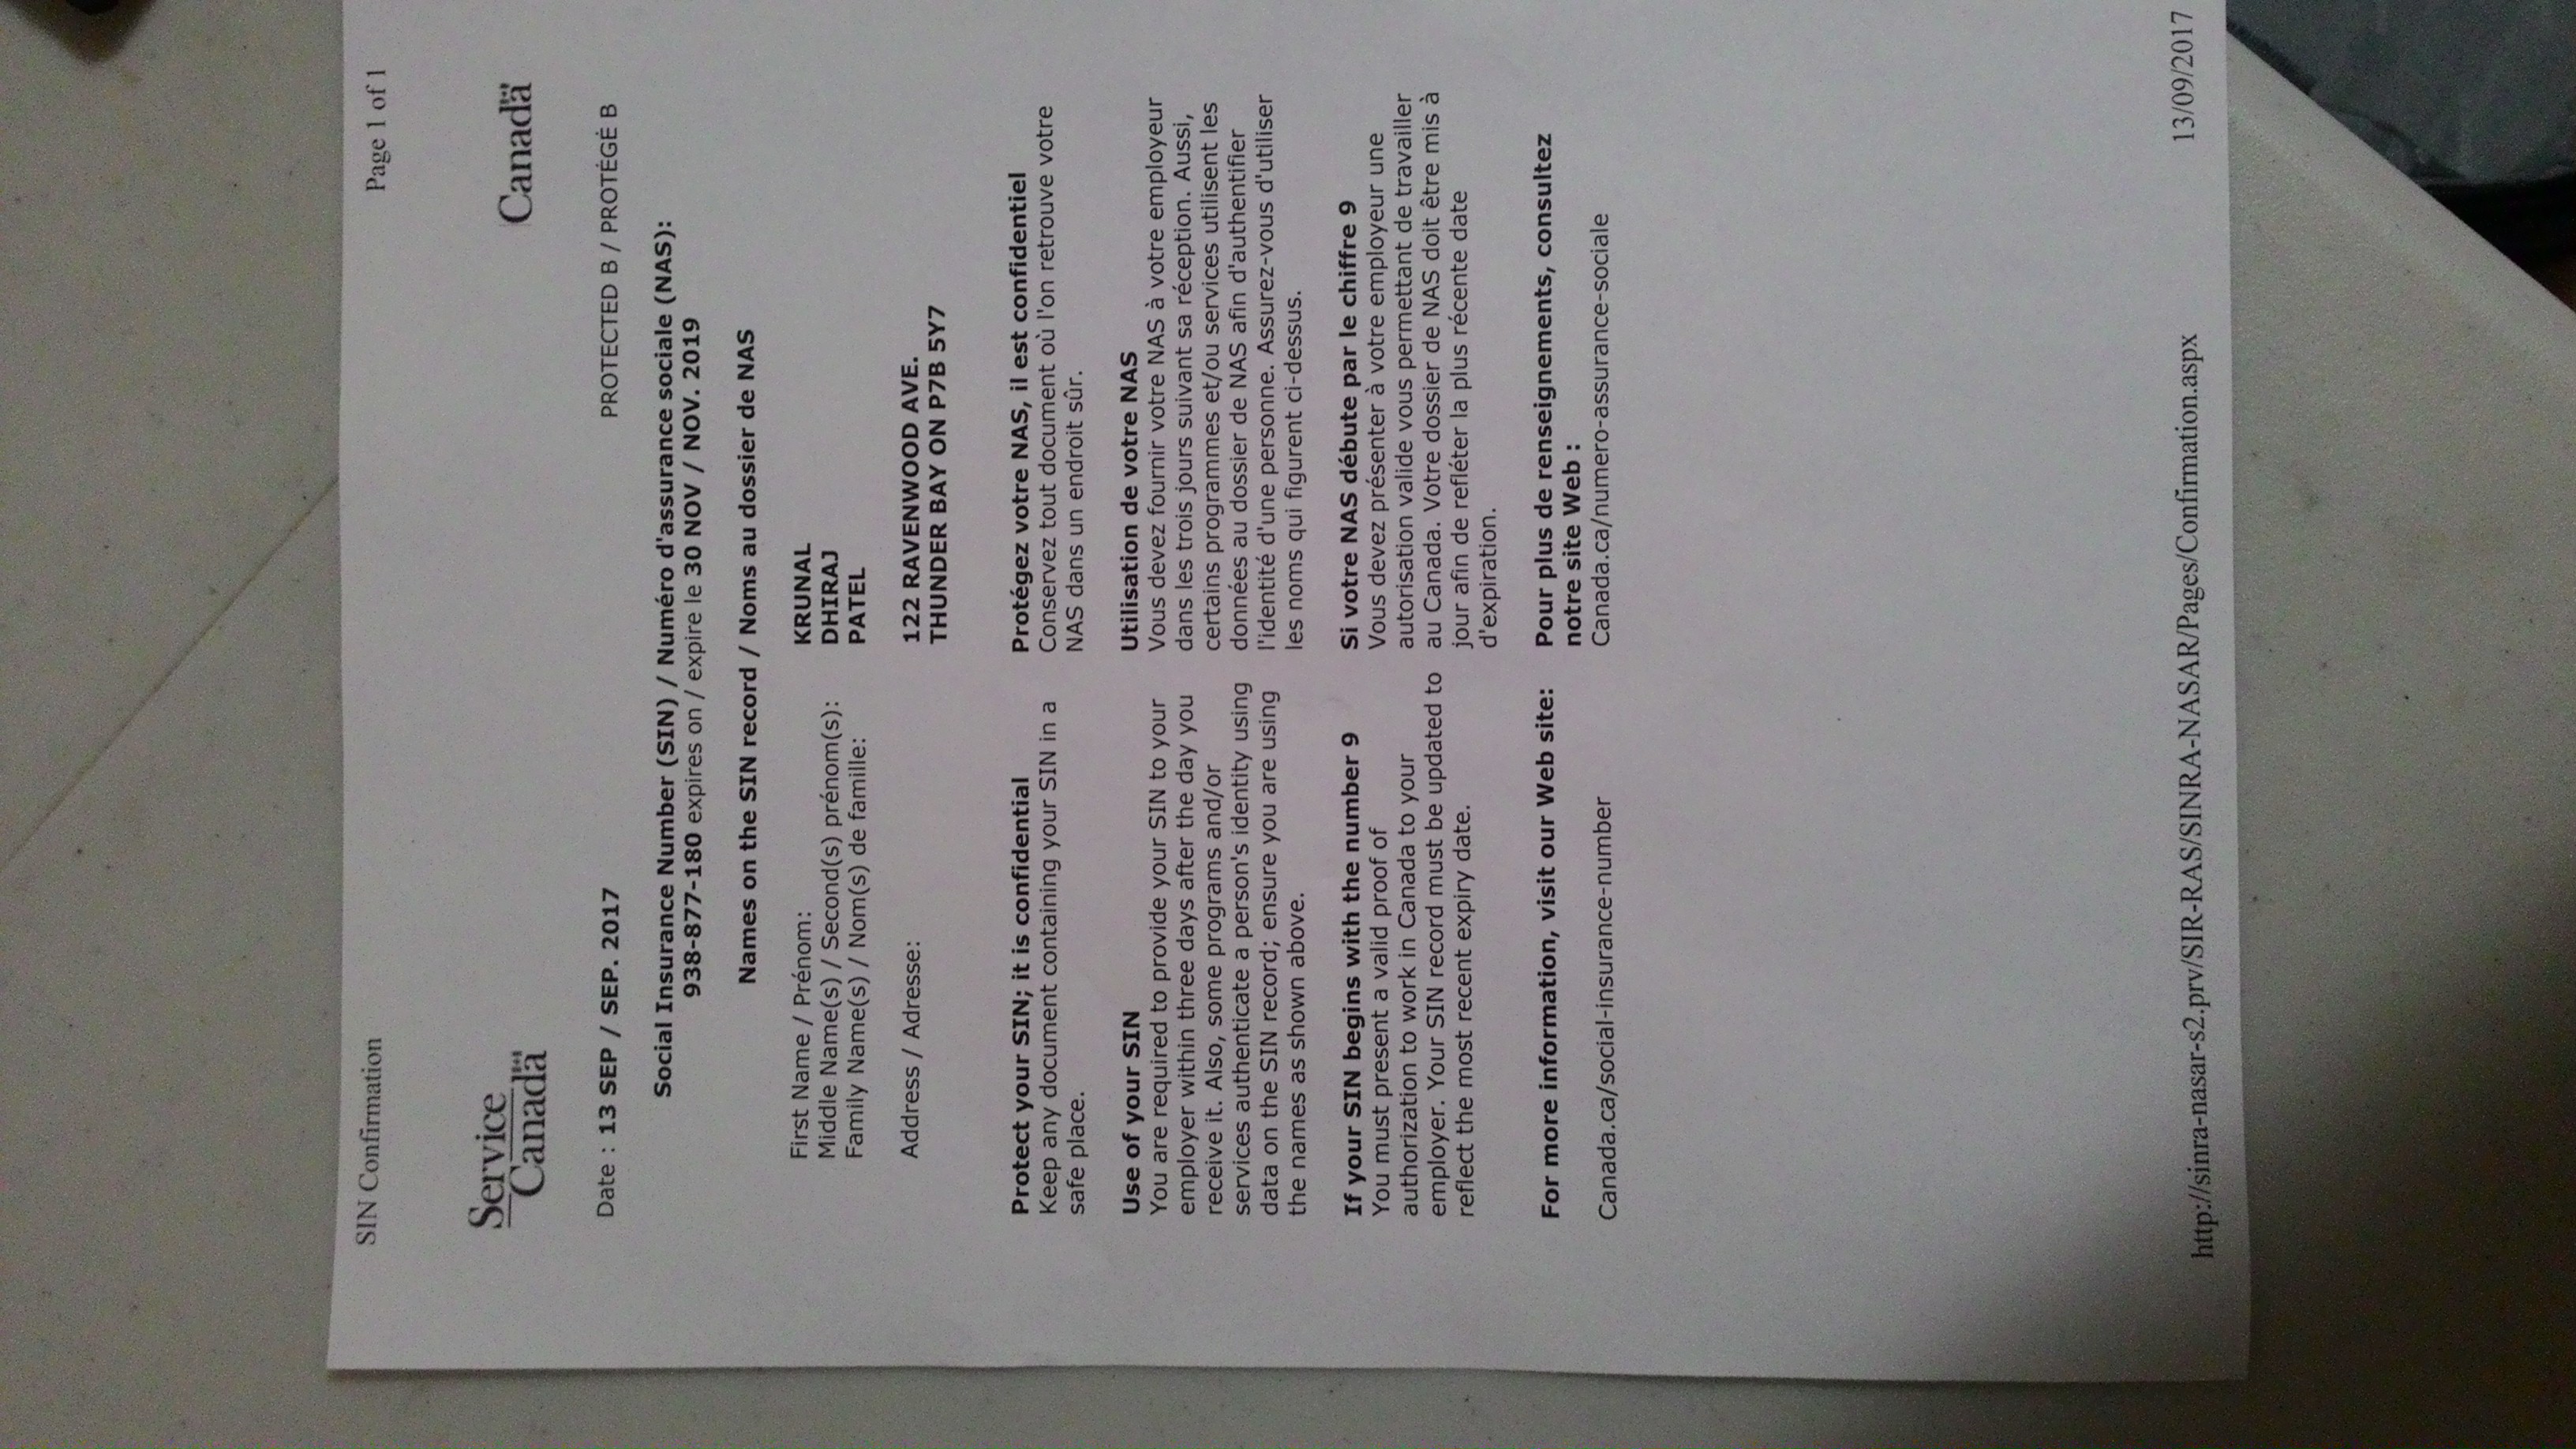 SIN Confirmation
Page 1 of 1
Service
Canada
Canada
Date : 13 SEP / SEP. 2017
PROTECTED B / PROTÉGÉ B
Social Insurance Number (SIN) / Numéro d'assurance sociale (NAS):
938-877-180 expires on / expire le 30 NOV / NOV. 2019
Names on the SIN record / Noms au dossier de NAS
First Name / Prénom: KRUNAL
Middle Name(s) / Second(s) prénom(s): DHIRAJ
Family Name(s) / Nom(s) de famille: PATEL
Address / Adresse: 122 RAVENWOOD AVE.
THUNDER BAY ON P7B 5Y7
Protect your SIN; it is confidential
Keep any document containing your SIN in a
safe place.
Use of your SIN
You are required to provide your SIN to your
employer within three days after the day you
receive it. Also, some programs and/or
services authenticate a person's identity using
data on the SIN record; ensure you are using
the names as shown above.
If your SIN begins with the number 9
You must present a valid proof of
authorization to work in Canada to your
employer. Your SIN record must be updated to
reflect the most recent expiry date.
For more information, visit our Web site:
Canada.ca/social-insurance-number
Protégez votre NAS, il est confidentiel
Conservez tout document où l'on retrouve votre
NAS dans un endroit sûr.
Utilisation de votre NAS
Vous devez fournir votre NAS à votre employeur
dans les trois jours suivant sa réception. Aussi,
certains programmes et/ou services utilisent les
données au dossier de NAS afin d'authentifier
l'identité d'une personne. Assurez-vous d'utiliser
les noms qui figurent ci-dessus.
Si votre NAS débute par le chiffre 9
Vous devez présenter à votre employeur une
autorisation valide vous permettant de travailler
au Canada. Votre dossier de NAS doit être mis à
jour afin de refléter la plus récente date
d'expiration.
Pour plus de renseignements, consultez
notre site Web :
Canada.ca/numero-assurance-sociale
http://sinra-nasar-s2.prv/SIR-RAS/SINRA-NASAR/Pages/Confirmation.aspx
13/09/2017